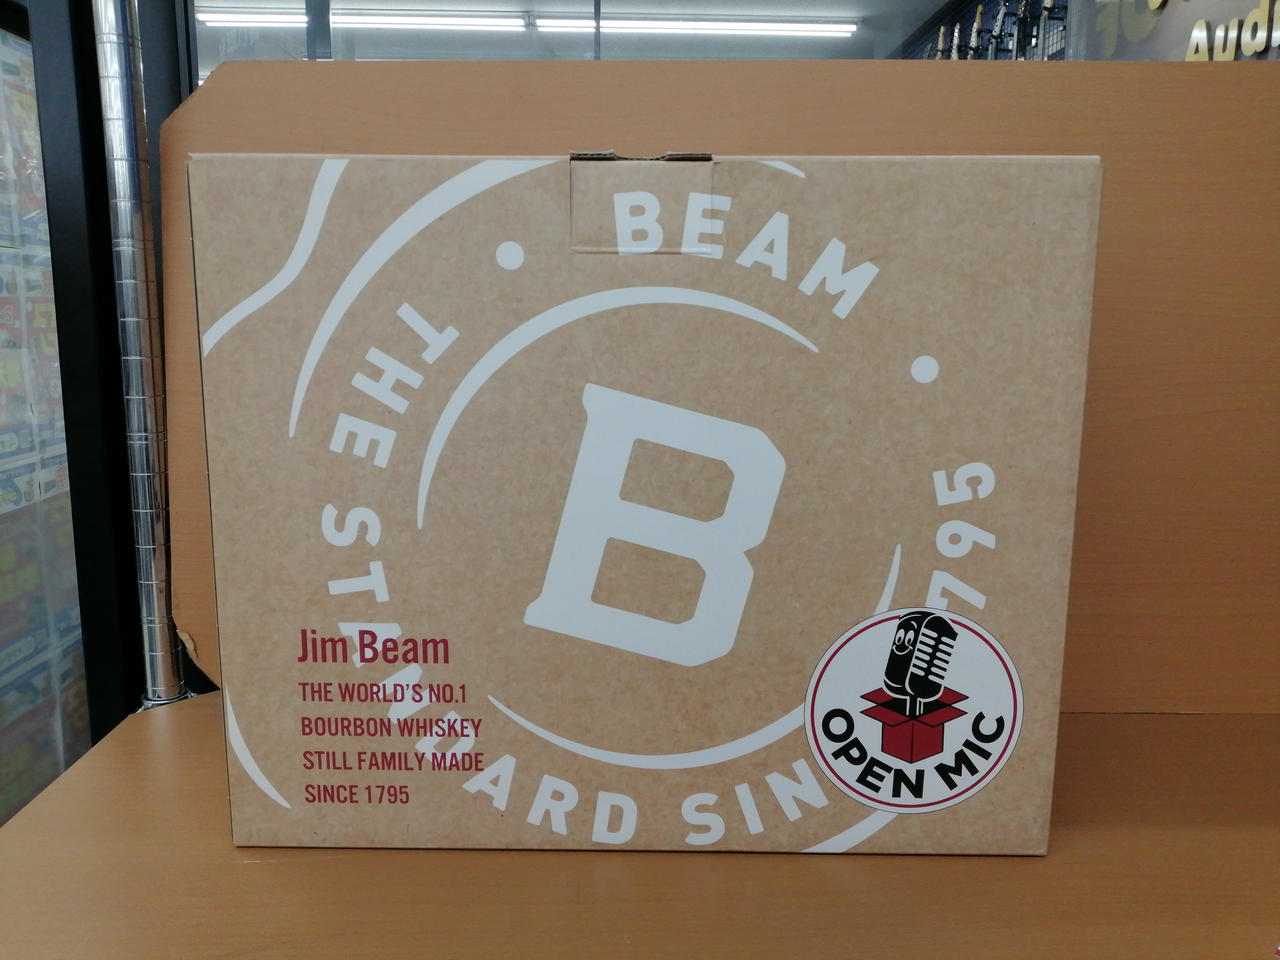 BEAM
THE STANDARD SIN
795
B
Jim Beam
THE WORLD'S NO.1
BOURBON WHISKEY
STILL FAMILY MADE
SINCE 1795
OPEN MIC
Audi